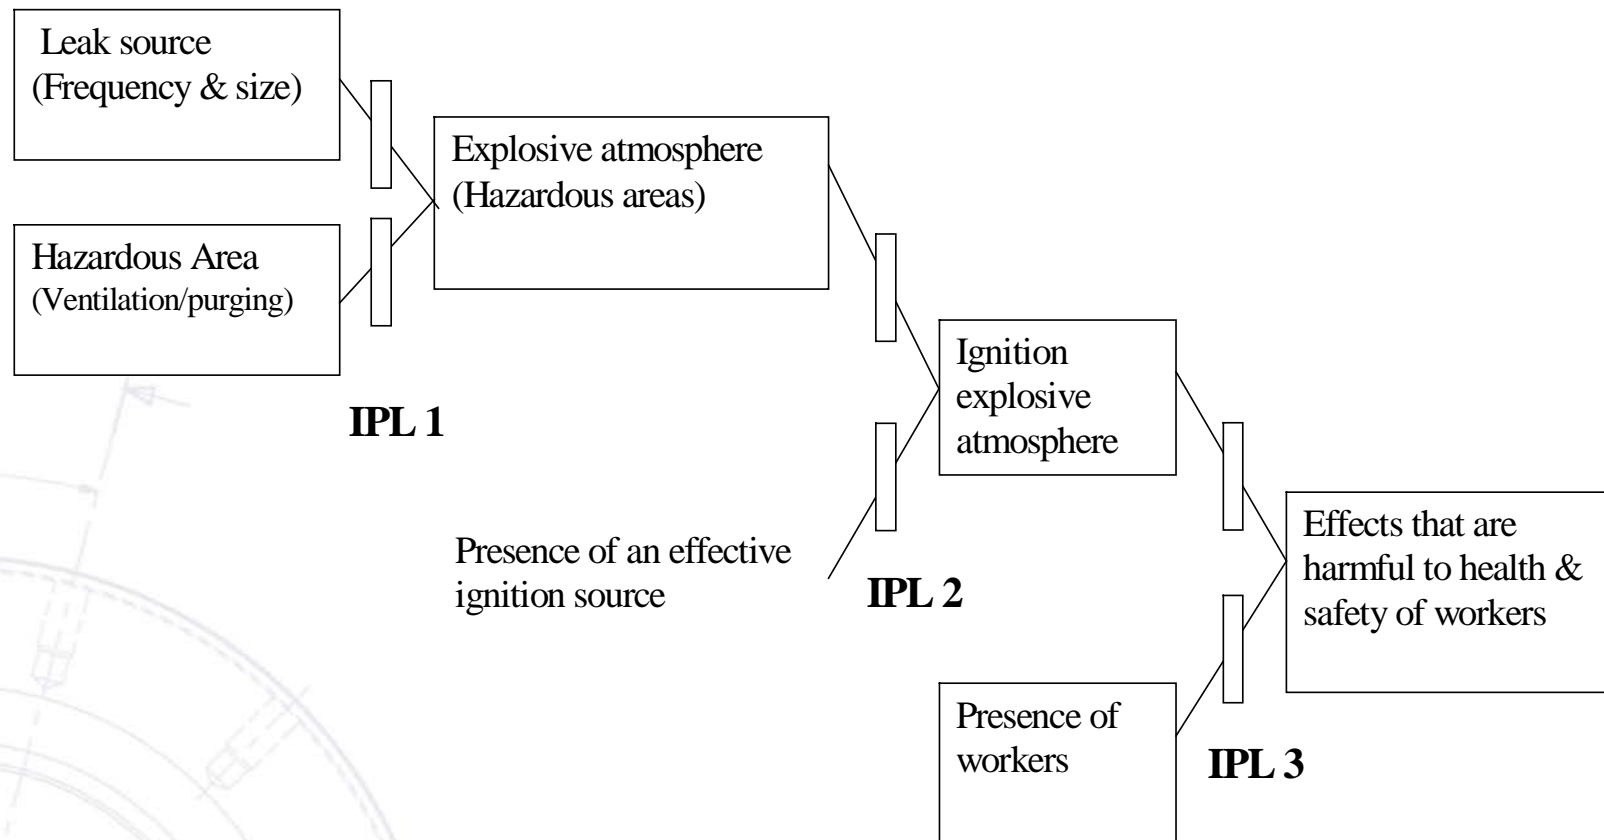 Leak source
(Frequency & size)
Explosive atmosphere
(Hazardous areas)
Hazardous Area
(Ventilation/purging)
IPL 1
Ignition
explosive
atmosphere
Presence of an effective
ignition source
IPL 2
Effects that are
harmful to health &
safety of workers
Presence of
workers
IPL 3